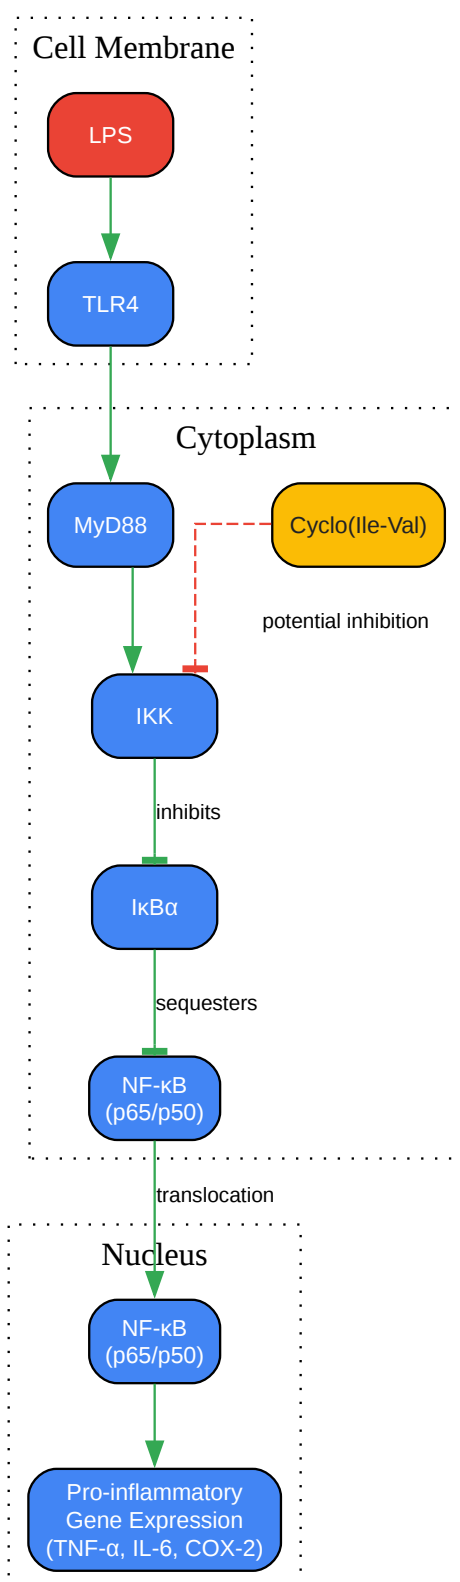 Cell Membrane
LPS
TLR4
Cytoplasm
MyD88
Cyclo(Ile-Val)
potential inhibition
IKK
inhibits
IκBα
sequesters
NF-κB
(p65/p50)
translocation
Nucleus
NF-κB
(p65/p50)
Pro-inflammatory
Gene Expression
(TNF-α, IL-6, COX-2)